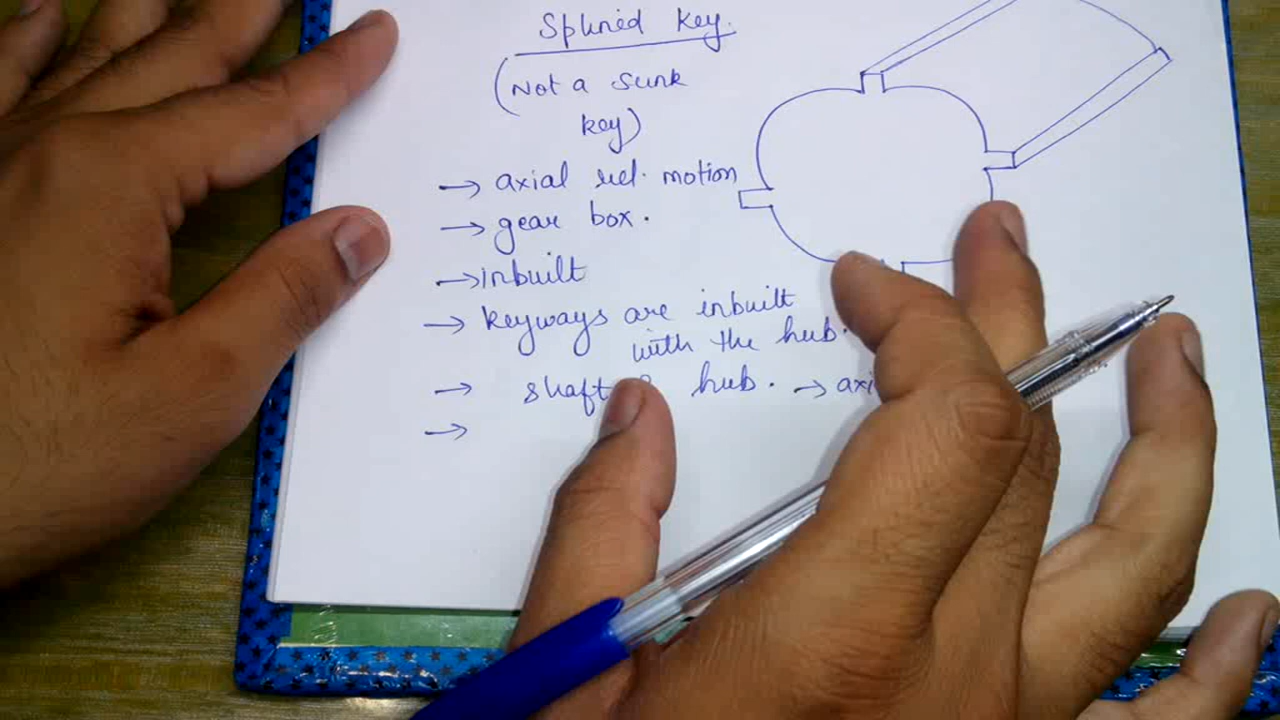 Splined Key.
(Not a sunk
key)
→ axial rel. motion
→ gear box.
→ inbuilt
→ keyways are inbuilt
with the hub.
→ shaft hub. → axi
→